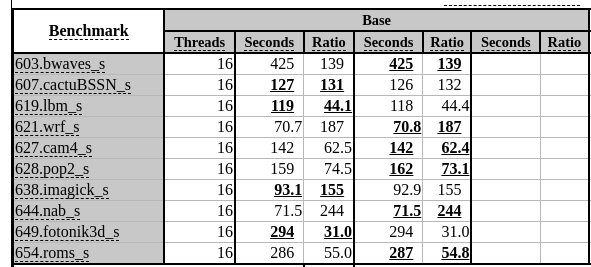 Benchmark Base
Threads Seconds Ratio Seconds Ratio Seconds Ratio
603.bwaves_s 16 425 139 425 139
607.cactuBSSN_s 16 127 131 126 132
619.lbm_s 16 119 44.1 118 44.4
621.wrf_s 16 70.7 187 70.8 187
627.cam4_s 16 142 62.5 142 62.4
628.pop2_s 16 159 74.5 162 73.1
638.imagick_s 16 93.1 155 92.9 155
644.nab_s 16 71.5 244 71.5 244
649.fotonik3d_s 16 294 31.0 294 31.0
654.roms_s 16 286 55.0 287 54.8